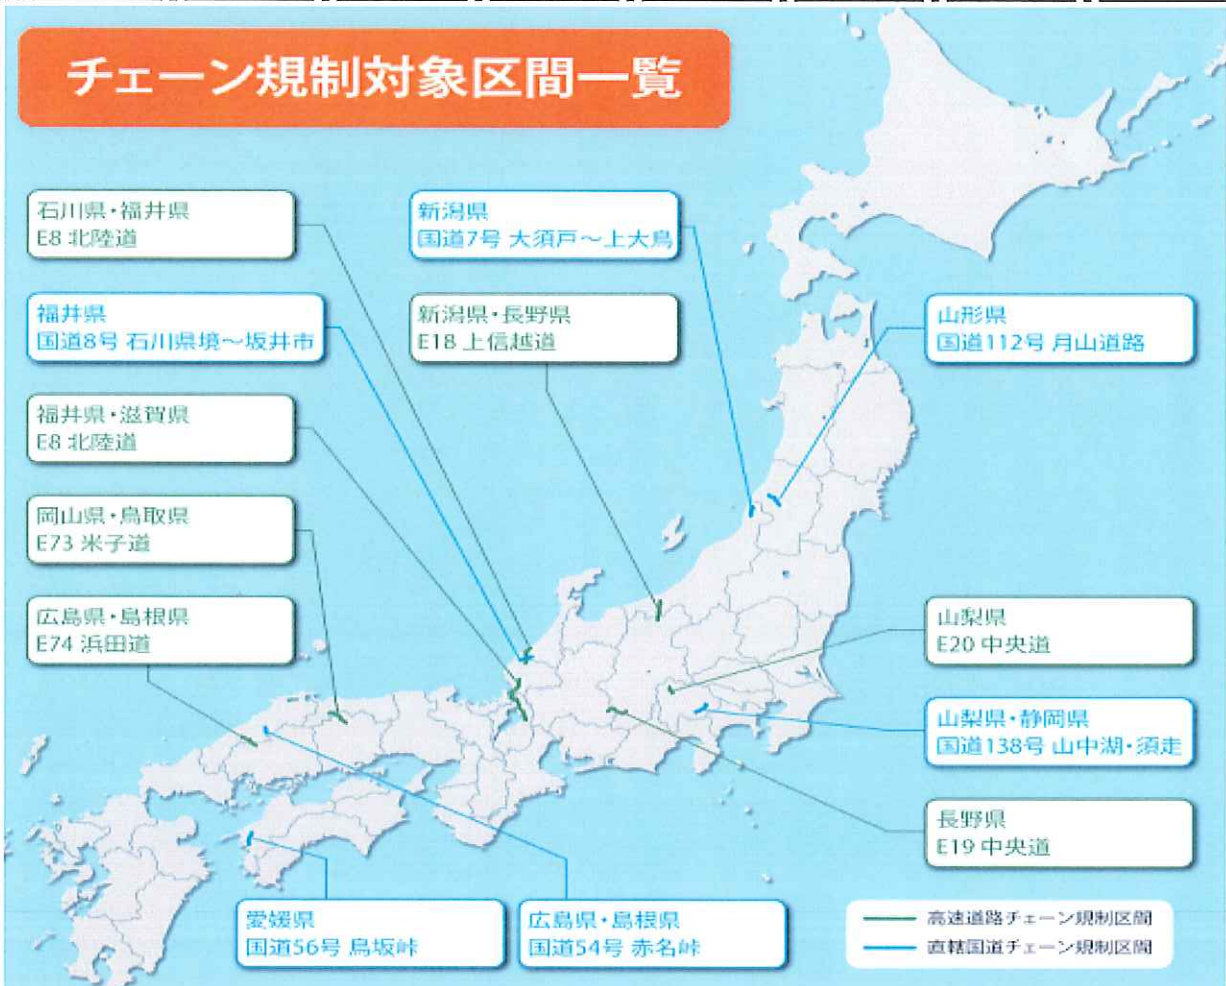 チェーン規制対象区間一覧
石川県・福井県
E8 北陸道
新潟県
国道7号 大須戸～上大鳥
福井県
国道8号 石川県境～坂井市
新潟県・長野県
E18 上信越道
山形県
国道112号 月山道路
福井県・滋賀県
E8 北陸道
岡山県・鳥取県
E73 米子道
広島県・島根県
E74 浜田道
山梨県
E20 中央道
山梨県・静岡県
国道138号 山中湖・須走
長野県
E19 中央道
愛媛県
国道56号 鳥坂峠
広島県・島根県
国道54号 赤名峠
高速道路チェーン規制区間
直轄国道チェーン規制区間